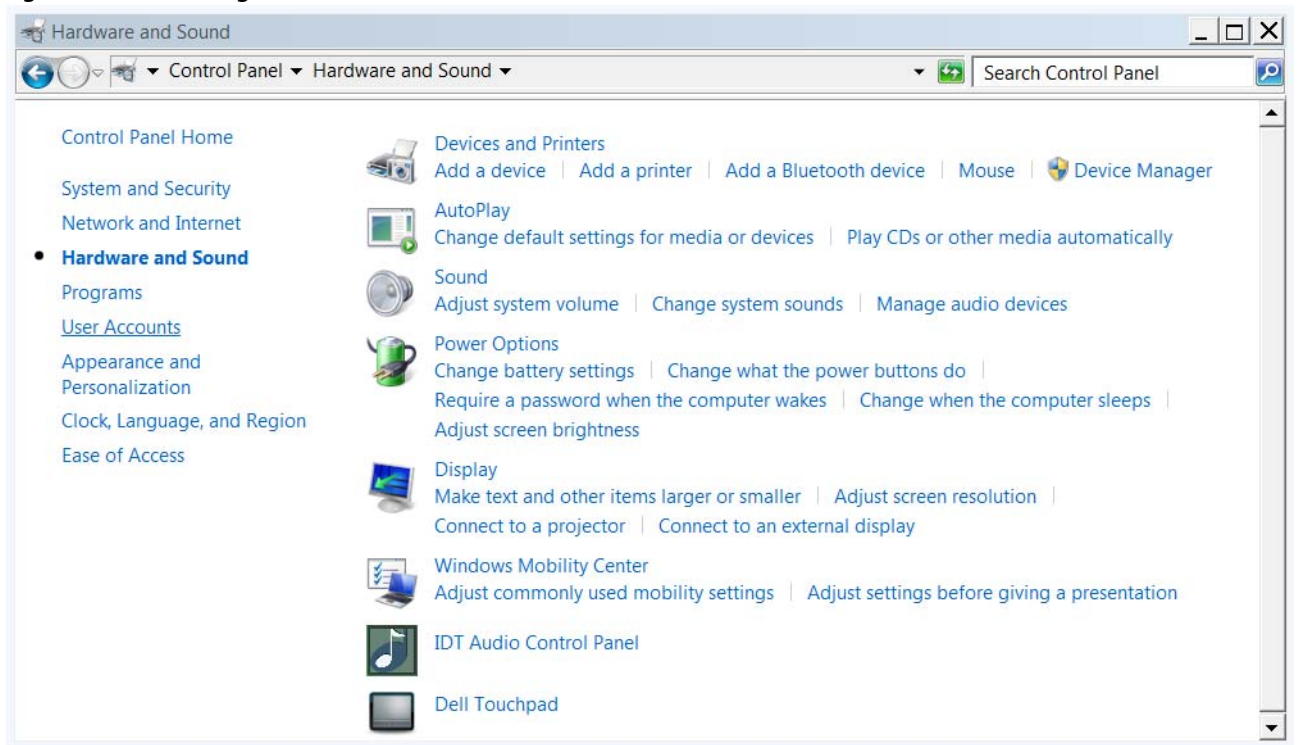 Hardware and Sound
Control Panel Hardware and Sound
Search Control Panel
Control Panel Home
System and Security
Network and Internet
Hardware and Sound
Programs
User Accounts
Appearance and
Personalization
Clock, Language, and Region
Ease of Access
Devices and Printers
Add a device | Add a printer | Add a Bluetooth device | Mouse | Device Manager
AutoPlay
Change default settings for media or devices | Play CDs or other media automatically
Sound
Adjust system volume | Change system sounds | Manage audio devices
Power Options
Change battery settings | Change what the power buttons do |
Require a password when the computer wakes | Change when the computer sleeps |
Adjust screen brightness
Display
Make text and other items larger or smaller | Adjust screen resolution |
Connect to a projector | Connect to an external display
Windows Mobility Center
Adjust commonly used mobility settings | Adjust settings before giving a presentation
IDT Audio Control Panel
Dell Touchpad